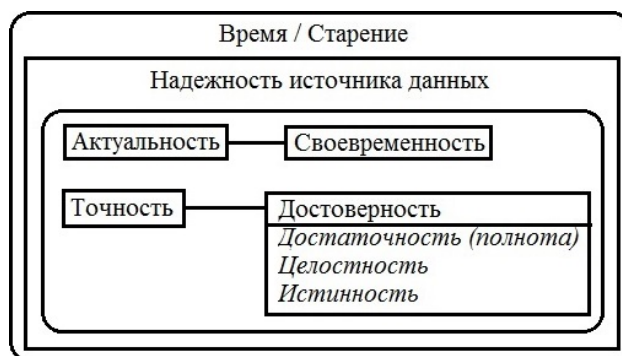 Время / Старение
Надежность источника данных
Актуальность
Своевременность
Точность
Достоверность
Достаточность (полнота)
Целостность
Истинность